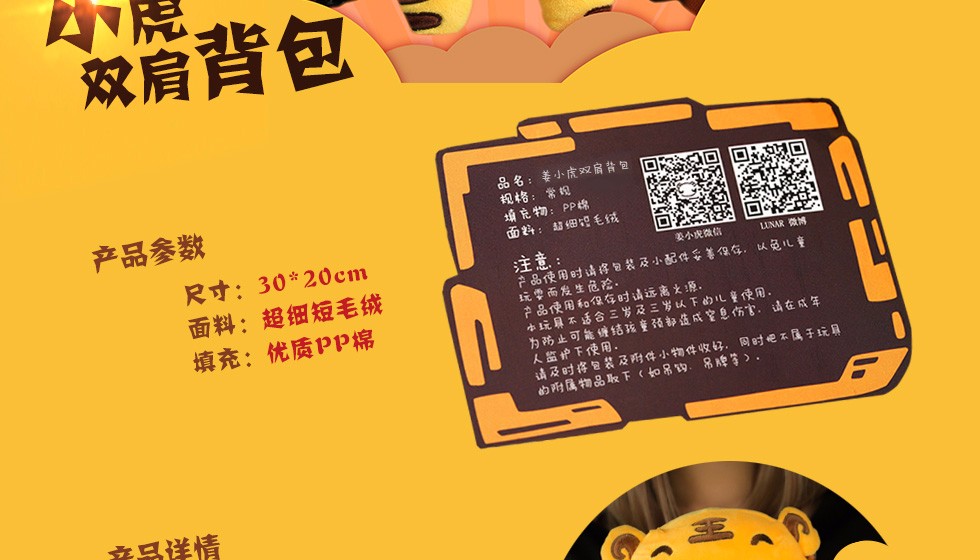 小虎
双肩背包
产品参数
尺寸：30*20cm
面料：超细短毛绒
填充：优质PP棉
品名：姜小虎双肩背包
规格：常规
填充物：PP棉
面料：超细短毛绒
姜小虎微信
LUNAR 微博
注意：
产品使用时请将包装及小配件妥善保存，以免儿童
玩耍而发生危险。
产品使用和保存时请远离火源。
小玩具不适合三岁及三岁以下的儿童使用。
为防止可能缠结孩童颈部造成窒息伤害，请在成年
人监护下使用。
请及时将包装及附件小物件收好，同时把不属于玩具
的附属物品取下（如吊钩、吊牌等）。
产品详情
王